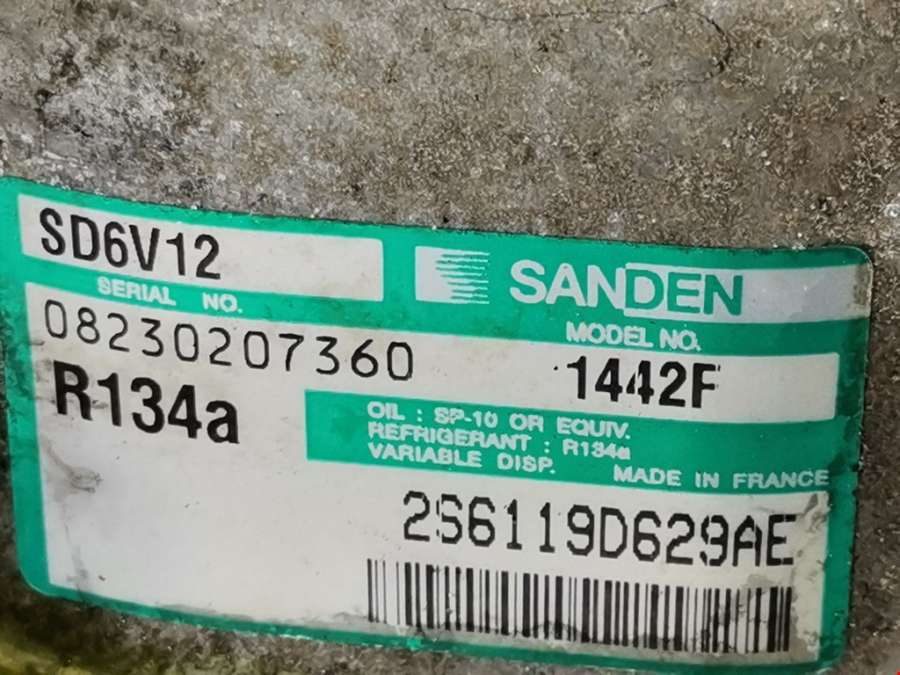 SD6V12
SANDEN
SERIAL NO.
MODEL NO.
08230207360
1442F
R134a
OIL : SP-10 OR EQUIV.
REFRIGERANT : R134a
VARIABLE DISP.
MADE IN FRANCE
2S6119D629AE